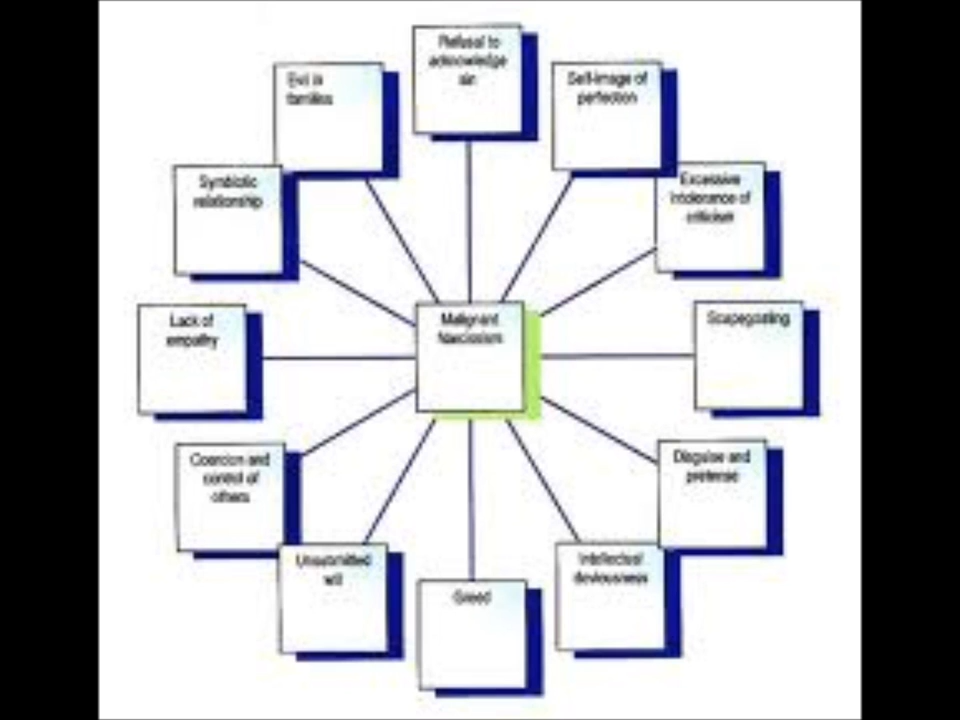 Refusal to
acknowledge
sin
Self-image of
perfection
Excessive
intolerance of
criticism
Scapegoating
Disguise and
pretense
Intellectual
deviousness
Greed
Unsubmitted
will
Coercion and
control of
others
Lack of
empathy
Symbiotic
relationship
Evil in
families
Malignant
Narcissism